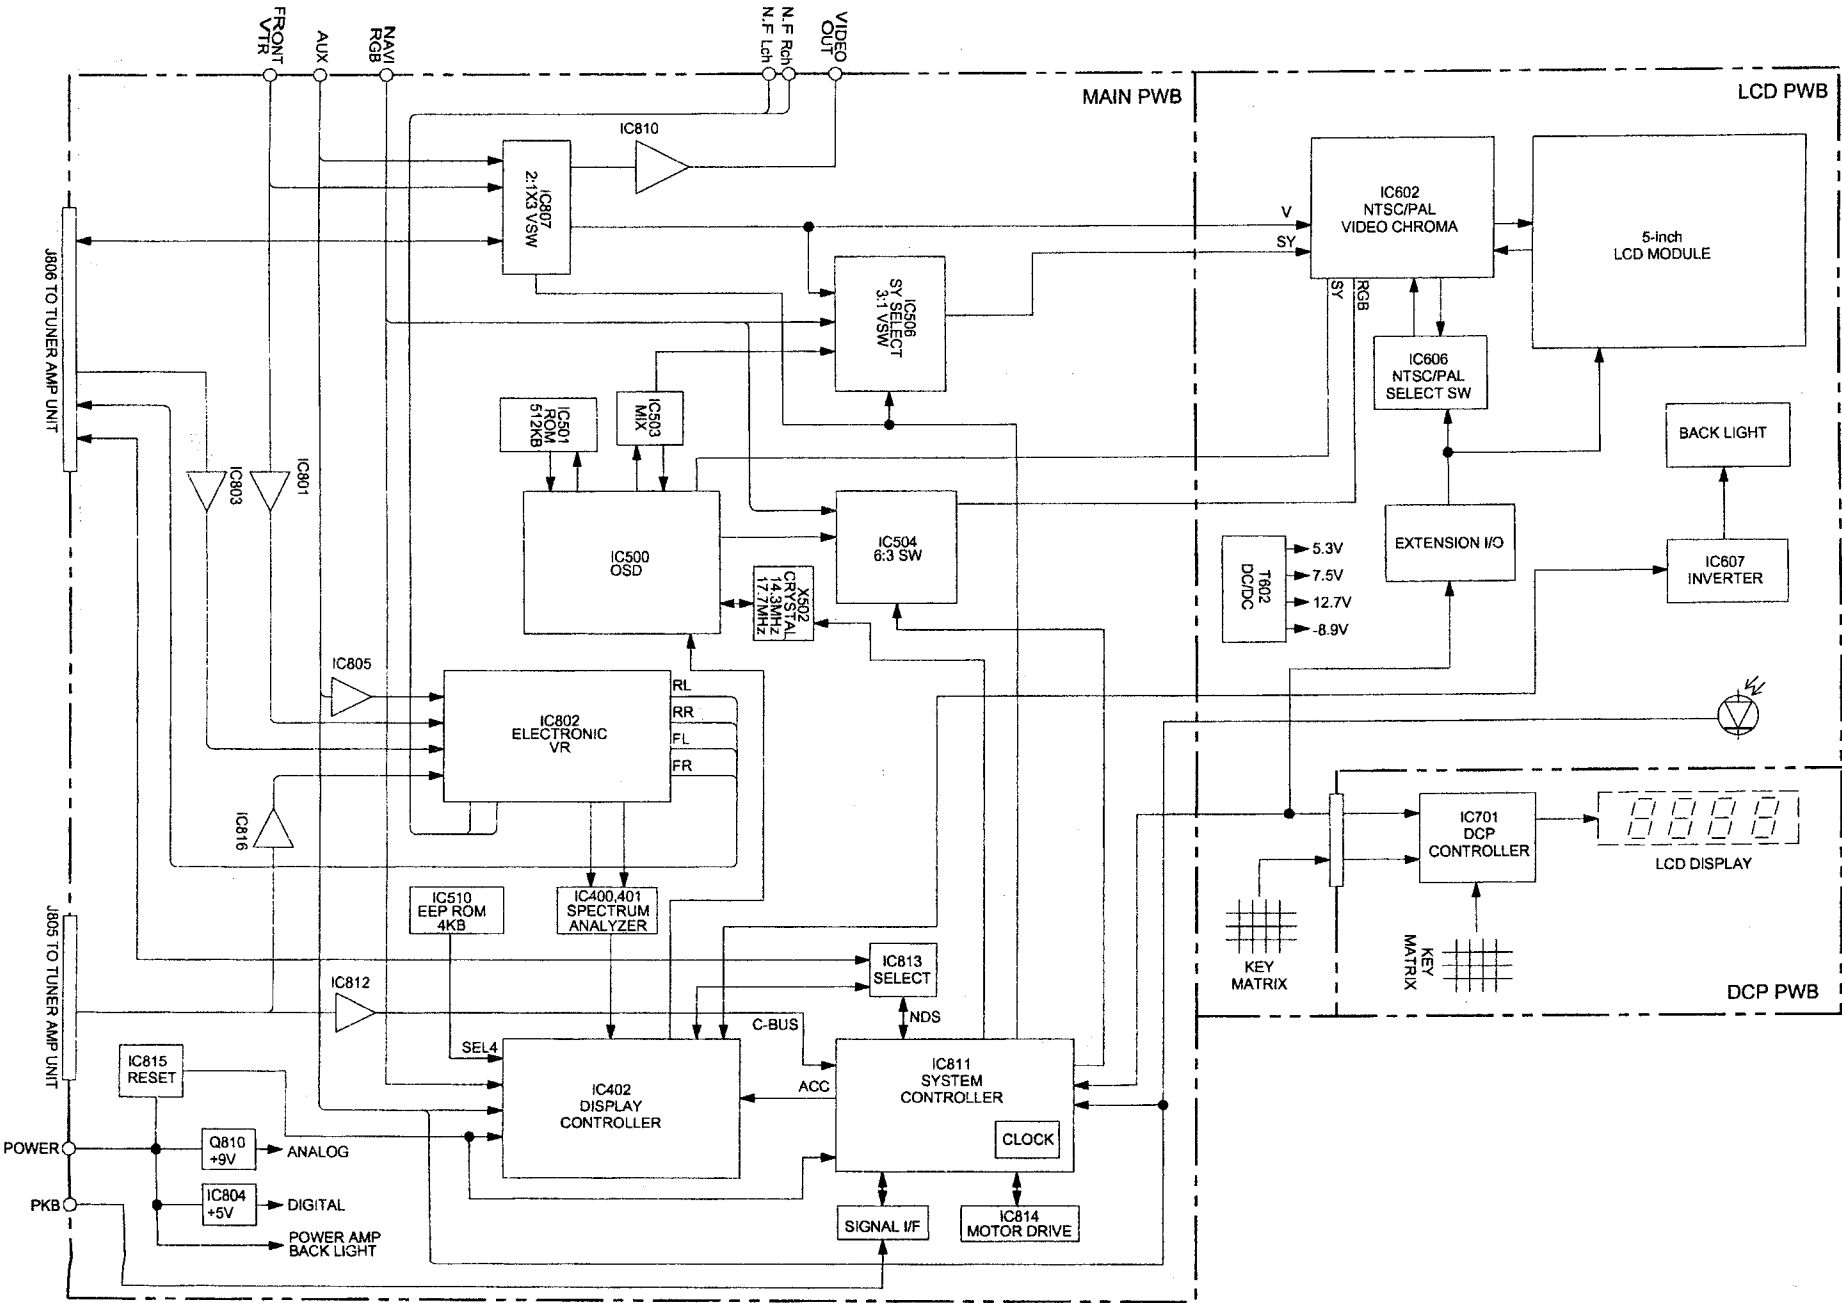 FRONT
VTR
AUX
NAVI
RGB
N.F Lch
N.F Rch
VIDEO
OUT
MAIN PWB
LCD PWB
IC810
IC807
2:1X3 VSW
IC602
NTSC/PAL
VIDEO CHROMA
5-inch
LCD MODULE
V
SY
SY
RGB
J806 TO TUNER AMP UNIT
IC506
SY SELECT
3:1 VSW
IC606
NTSC/PAL
SELECT SW
IC501
ROM
512KB
IC503
MIX
BACK LIGHT
IC803
IC801
IC500
OSD
IC504
6:3 SW
EXTENSION I/O
IC607
INVERTER
X502
CRYSTAL
14.3MHz
17.7MHz
T602
DC/DC
5.3V
7.5V
12.7V
-8.9V
IC805
IC802
ELECTRONIC
VR
RL
RR
FL
FR
IC816
IC701
DCP
CONTROLLER
LCD DISPLAY
IC510
EEP ROM
4KB
IC400,401
SPECTRUM
ANALYZER
J805 TO TUNER AMP UNIT
IC812
IC813
SELECT
KEY
MATRIX
KEY
MATRIX
DCP PWB
C-BUS
NDS
SEL4
IC815
RESET
IC402
DISPLAY
CONTROLLER
ACC
IC811
SYSTEM
CONTROLLER
CLOCK
POWER
Q810
+9V
ANALOG
PKB
IC804
+5V
DIGITAL
POWER AMP
BACK LIGHT
SIGNAL I/F
IC814
MOTOR DRIVE
8888